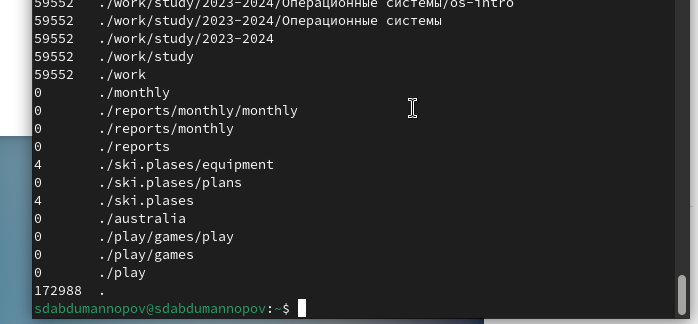 59552 ./work/study/2023-2024/Операционные системы/os-intro
59552 ./work/study/2023-2024/Операционные системы
59552 ./work/study/2023-2024
59552 ./work/study
59552 ./work
0 ./monthly
0 ./reports/monthly/monthly
0 ./reports/monthly
0 ./reports
4 ./ski.plases/equipment
0 ./ski.plases/plans
4 ./ski.plases
0 ./australia
0 ./play/games/play
0 ./play/games
0 ./play
172988 .
sdabdumannopov@sdabdumannopov:~$